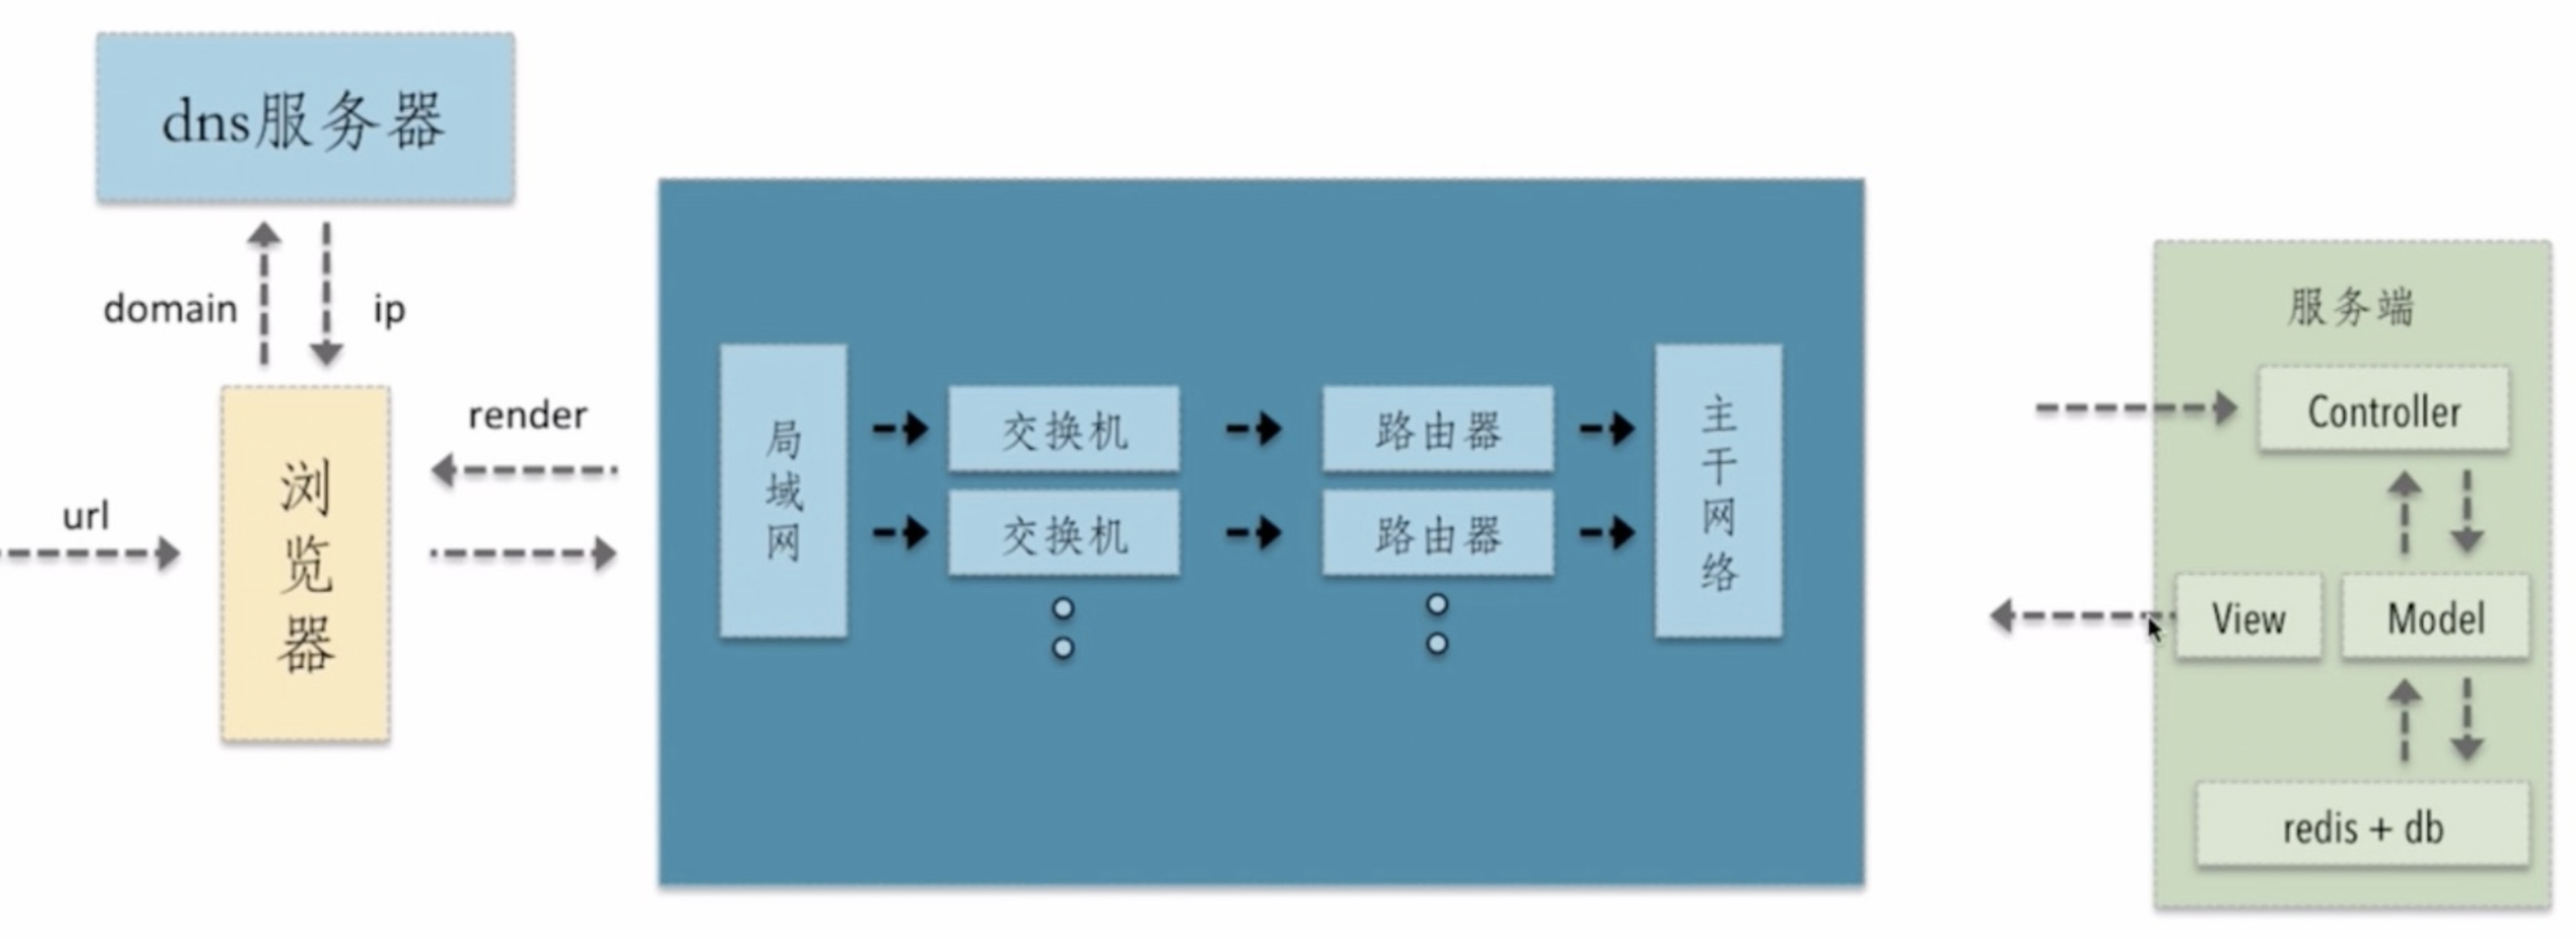 dns服务器
domain
ip
render
url
浏览器
局域网
交换机
路由器
交换机
路由器
主干网络
服务端
Controller
View
Model
redis + db